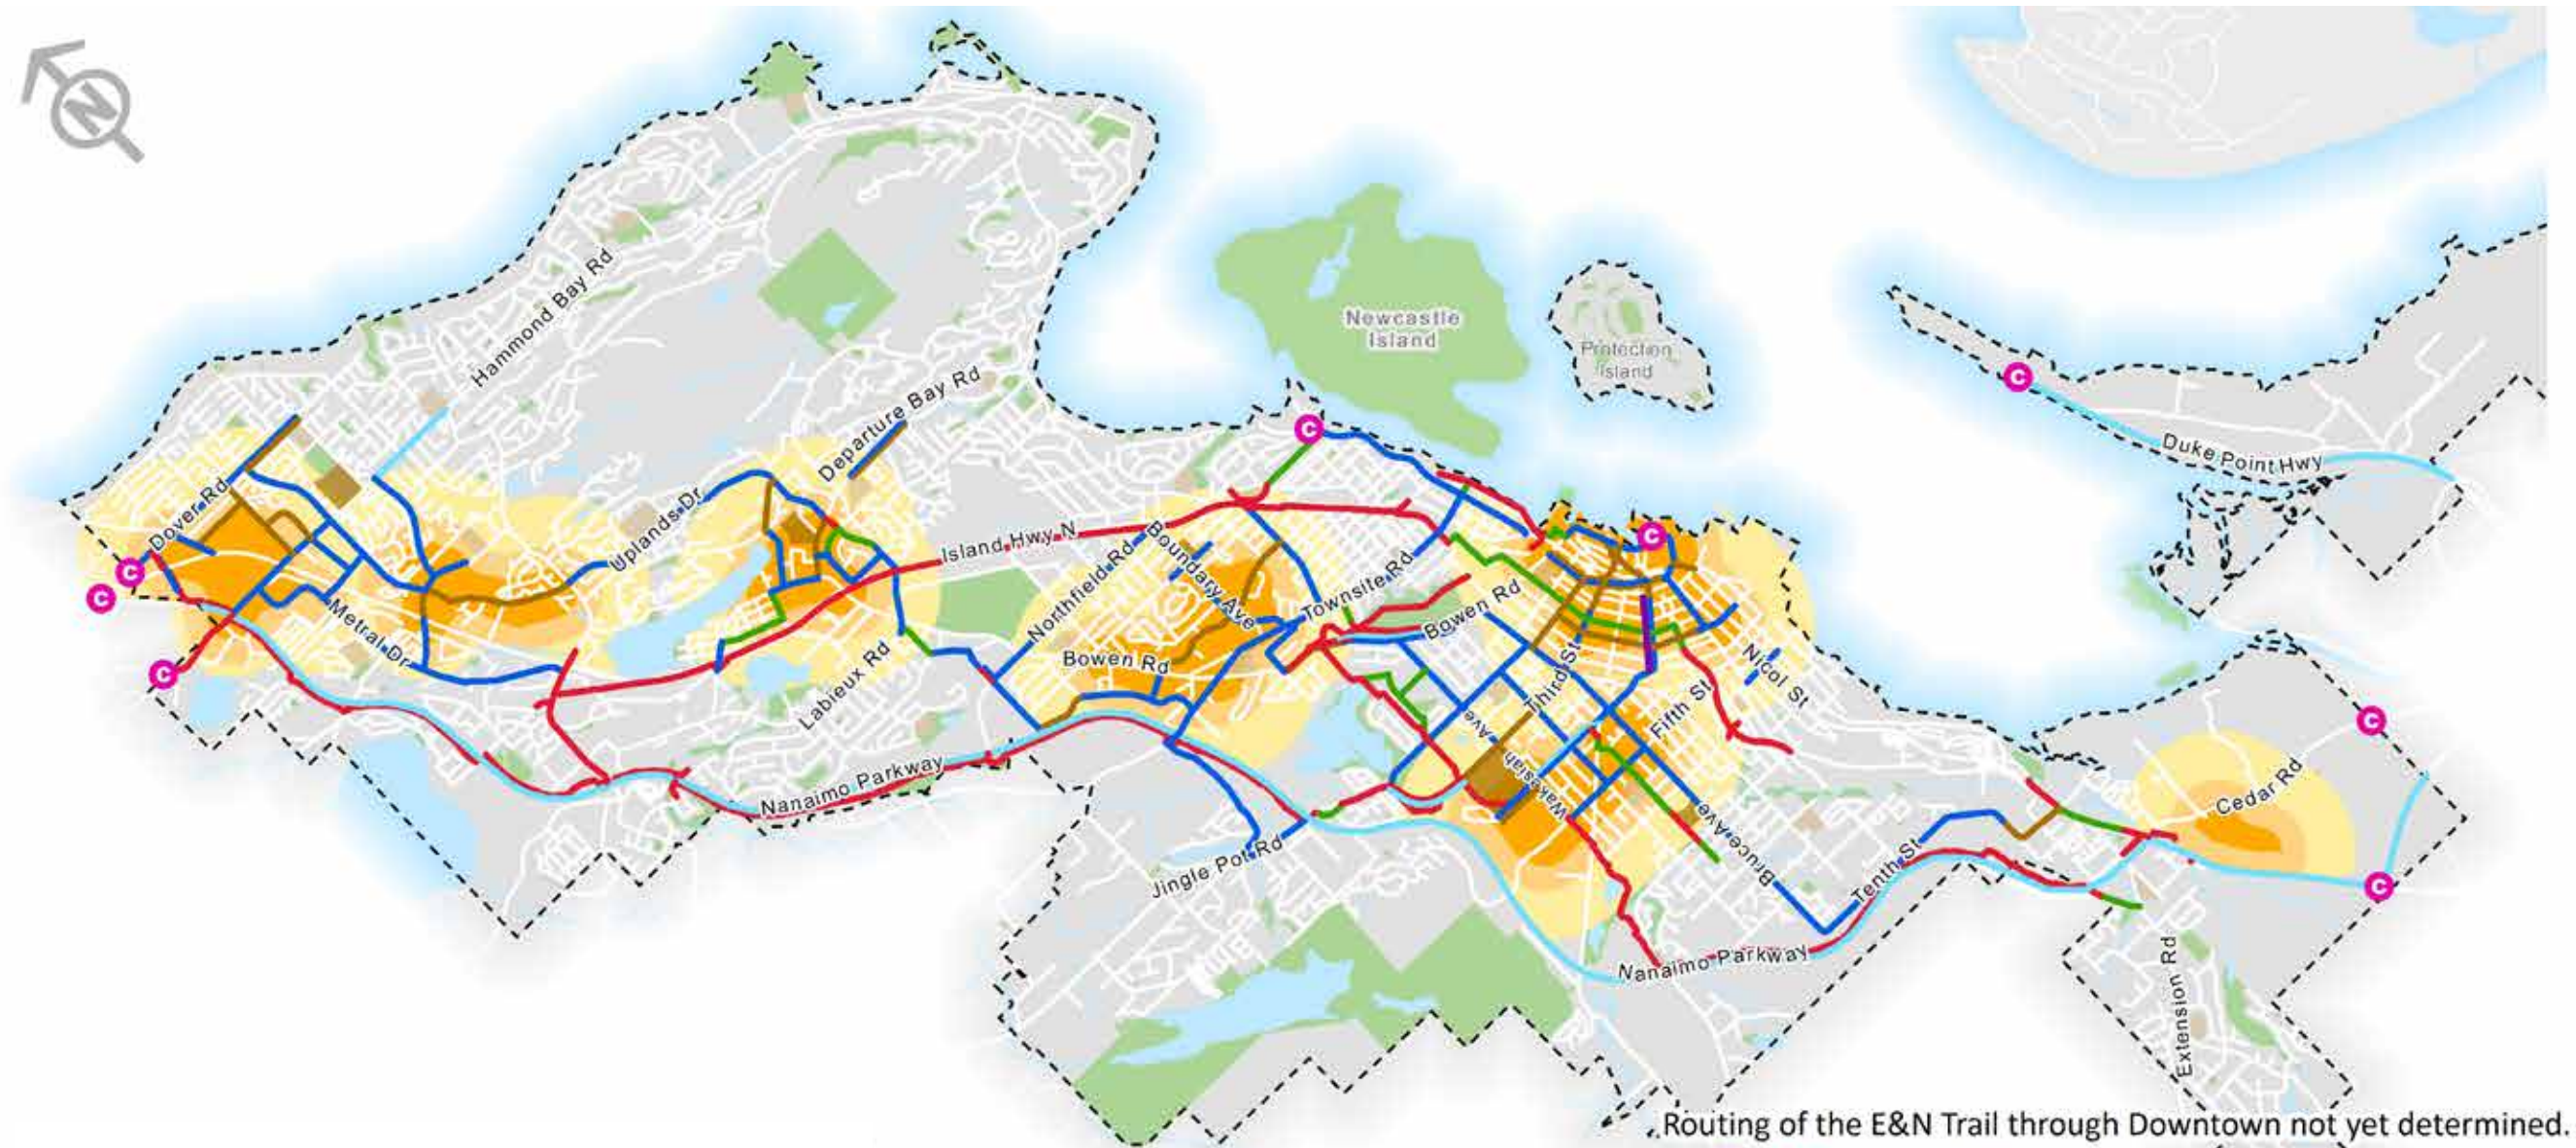 N
Hammond Bay Rd
Newcastle
Island
Protection
Island
C
Departure Bay Rd
C
Duke Point Hwy
Dover Rd
Uplands Dr
C
C
C
Island Hwy N
Boundary Ave
Northfield Rd
Townsite Rd
Bowen Rd
Metral Dr
Bowen Rd
Labieux Rd
Third St
Fifth St
Nicol St
C
C
Wakesiah Ave
Nanaimo Parkway
Cedar Rd
Jingle Pot Rd
Bruce Ave
Tenth St
C
Nanaimo Parkway
Extension Rd
Routing of the E&N Trail through Downtown not yet determined.